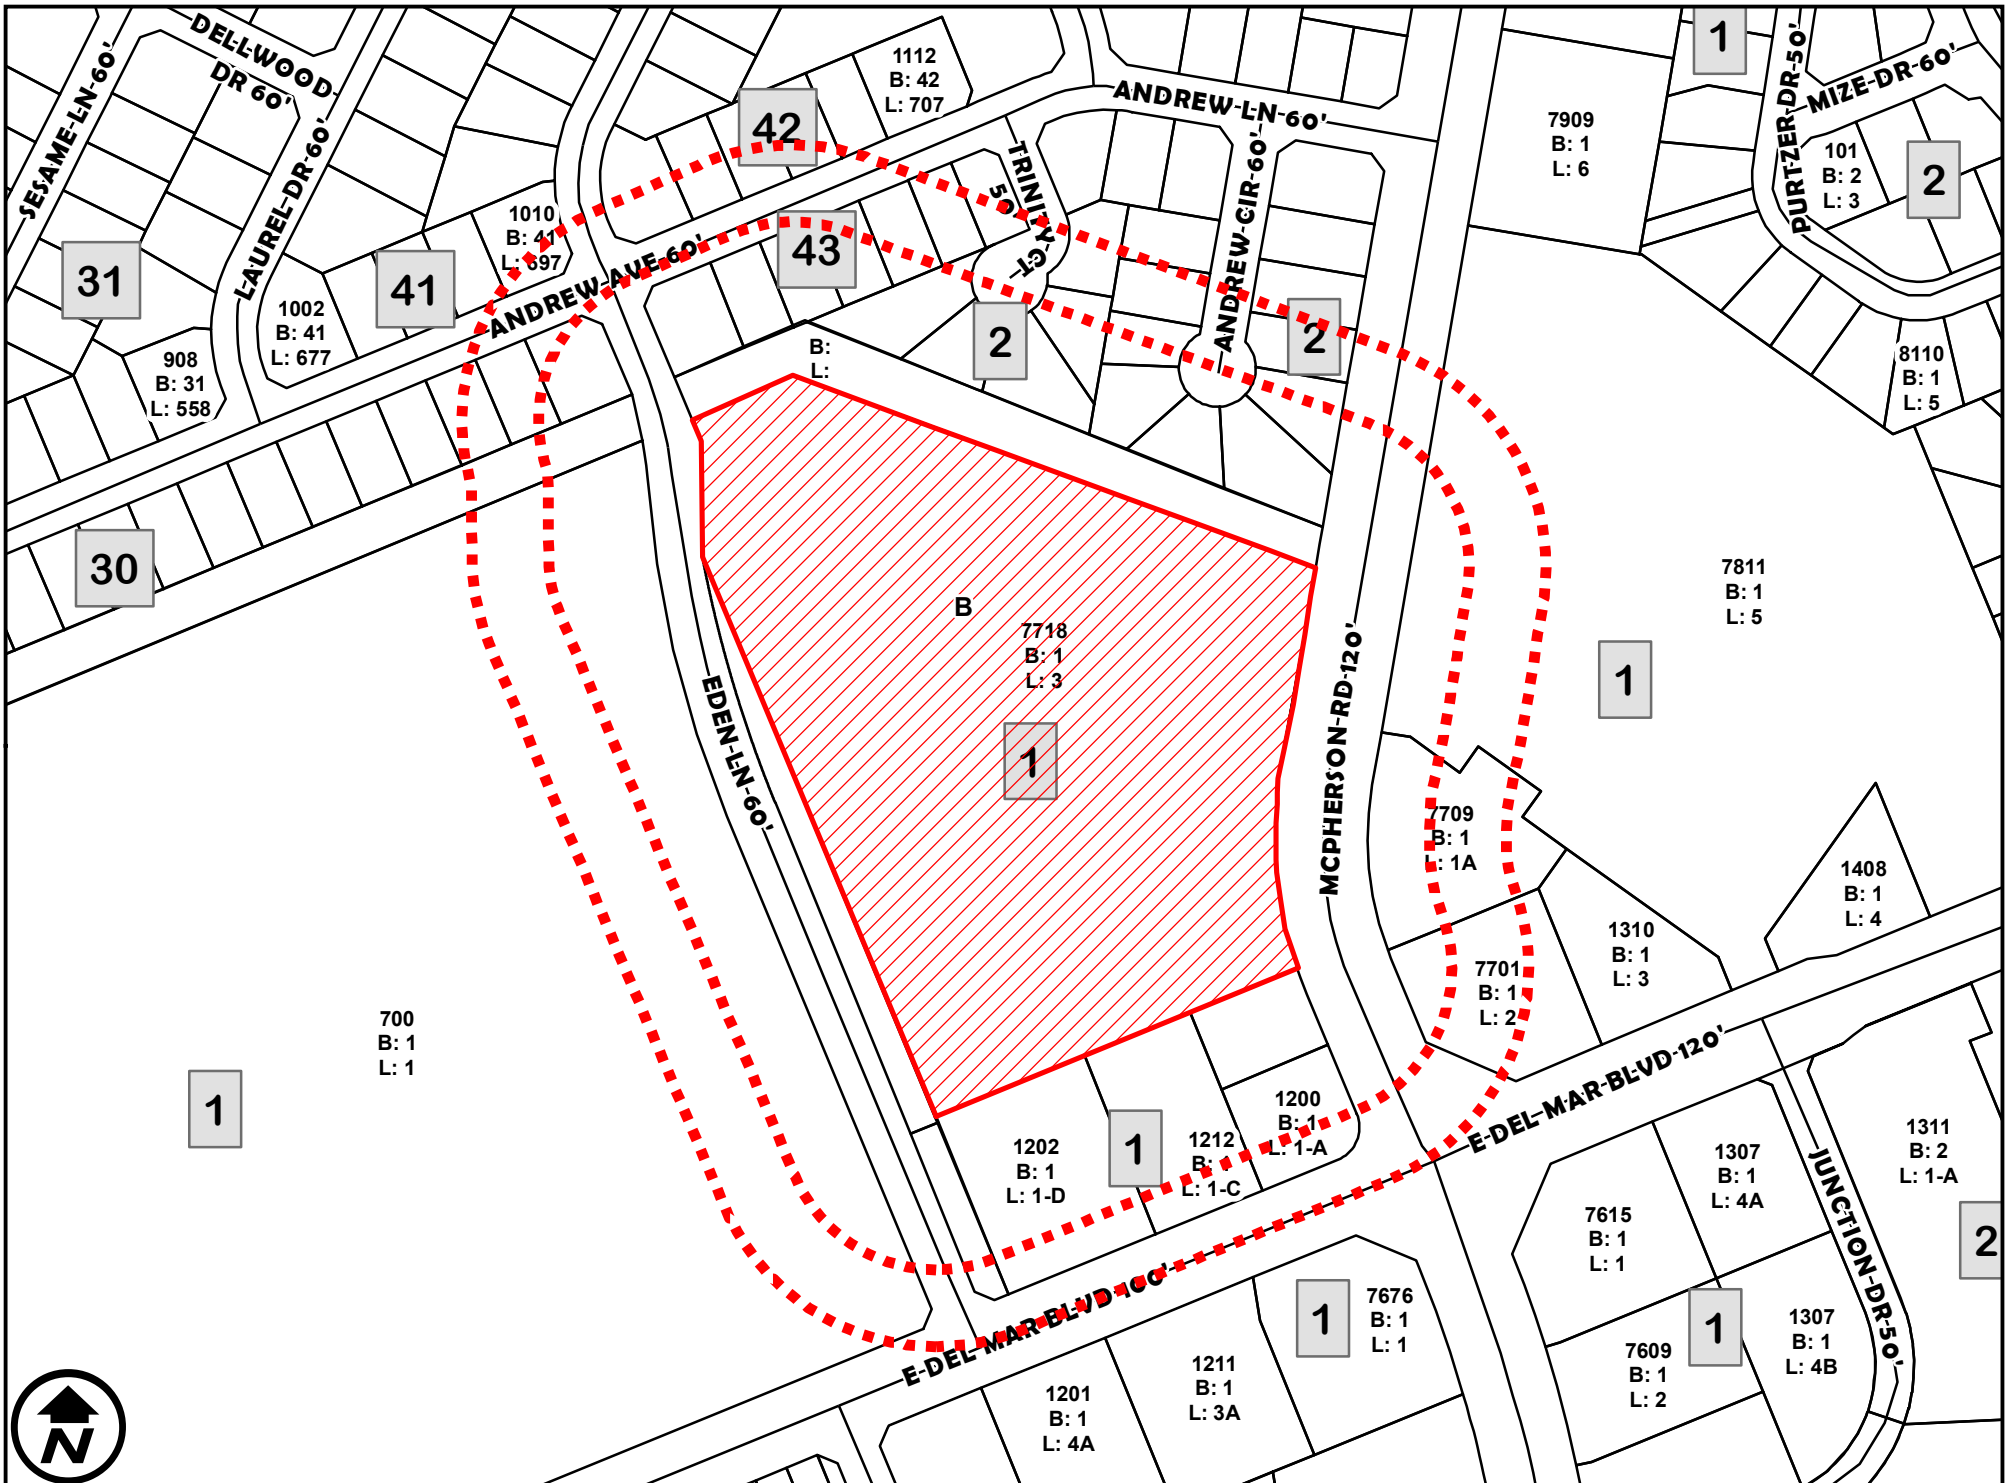 DELLWOOD
DR 60'
SESAME-LN-60'
LAUREL-DR-60'
1112
B: 42
L: 707
42
ANDREW-LN-60'
1
PURTZER-DR-50'
MIZE-DR-60'
7909
B: 1
L: 6
101
B: 2
L: 3
2
TRINITY-CT-
50'
ANDREW-CIR-60'
1010
B: 41
L: 697
43
31
41
1002
B: 41
L: 677
ANDREW AVE-60'
908
B: 31
L: 558
B:
L:
2
2
8110
B: 1
L: 5
30
B
7718
B: 1
L: 3
1
7811
B: 1
L: 5
1
EDEN-LN-60'
MCPHERSON-RD-120'
7709
B: 1
L: 1A
1408
B: 1
L: 4
1310
B: 1
L: 3
7701
B: 1
L: 2
700
B: 1
L: 1
1
1202
B: 1
L: 1-D
1
1212
B: 1
L: 1-C
1200
B: 1
L: 1-A
E-DEL-MAR-BLVD-120'
1307
B: 1
L: 4A
1311
B: 2
L: 1-A
7615
B: 1
L: 1
JUNCTION-DR-50'
2
E-DEL MAR BLVD-100'
1
7676
B: 1
L: 1
1
1307
B: 1
L: 4B
7609
B: 1
L: 2
1211
B: 1
L: 3A
1201
B: 1
L: 4A
N